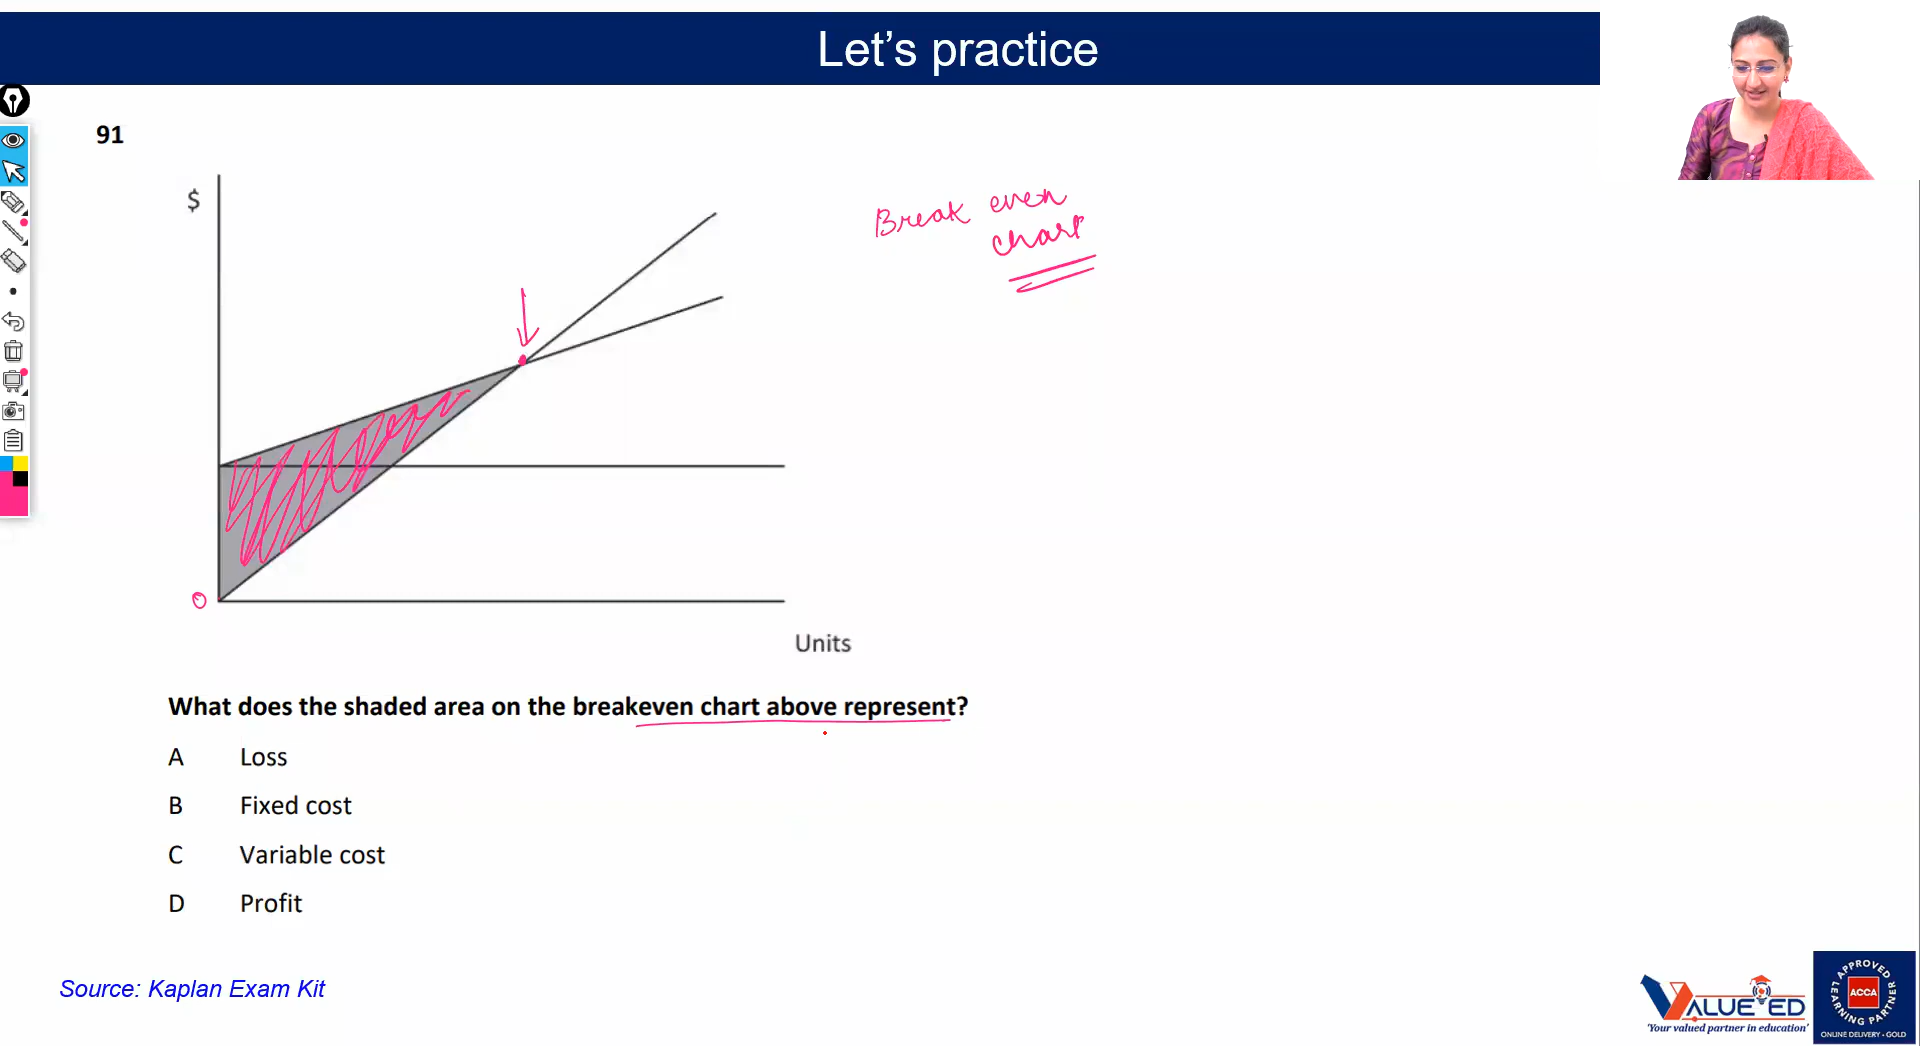 Let's practice
91
$
Break even
chart
0
Units
What does the shaded area on the breakeven chart above represent?
A Loss
B Fixed cost
C Variable cost
D Profit
Source: Kaplan Exam Kit
VALUE-ED
'Your valued partner in education'
APPROVED
ACCA
LEARNING PARTNER
ONLINE DELIVERY - GOLD